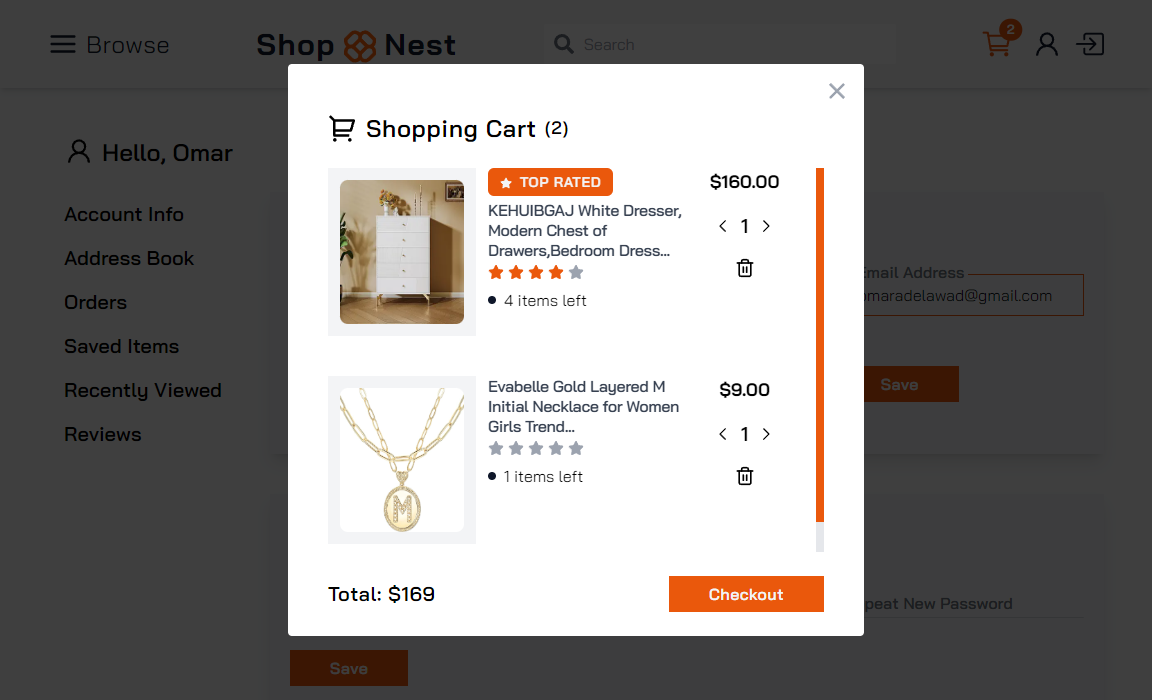 Browse
Shop Nest
Search
2
Hello, Omar
Account Info
Address Book
Orders
Saved Items
Recently Viewed
Reviews
Shopping Cart (2)
TOP RATED
KEHUIBGAJ White Dresser,
Modern Chest of
Drawers,Bedroom Dress...
4 items left
$160.00
1
Evabelle Gold Layered M
Initial Necklace for Women
Girls Trend...
1 items left
$9.00
1
M
Total: $169
Checkout
Email Address
omaradelawad@gmail.com
Save
peat New Password
Save